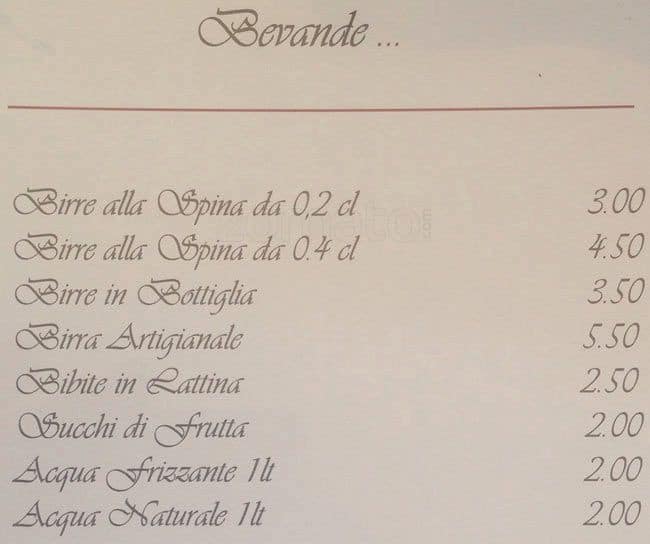 Bevande ...
Birre alla Spina da 0,2 cl 3.00
Birre alla Spina da 0.4 cl 4.50
Birre in Bottiglia 3.50
Birra Artigianale 5.50
Bibite in Lattina 2.50
Succhi di Frutta 2.00
Acqua Frizzante 1lt 2.00
Acqua Naturale 1lt 2.00